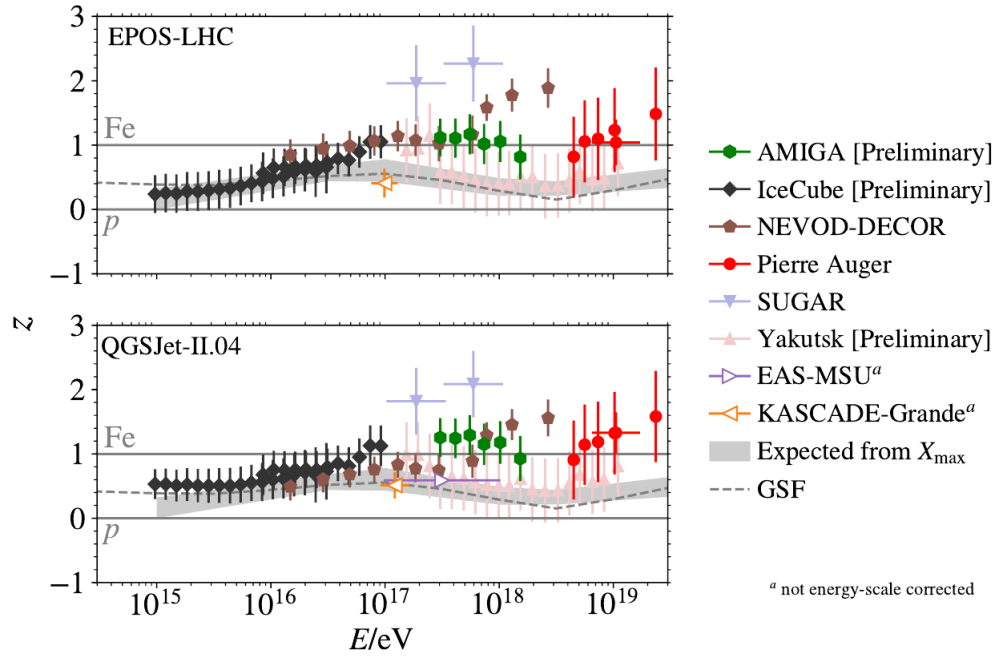 3
EPOS-LHC
2
Fe
1
0
p
−1
z
3
QGSJet-II.04
2
Fe
1
0
p
−1
10^15 10^16 10^17 10^18 10^19
E/eV
AMIGA [Preliminary]
IceCube [Preliminary]
NEVOD-DECOR
Pierre Auger
SUGAR
Yakutsk [Preliminary]
EAS-MSU^a
KASCADE-Grande^a
Expected from X_max
GSF
^a not energy-scale corrected